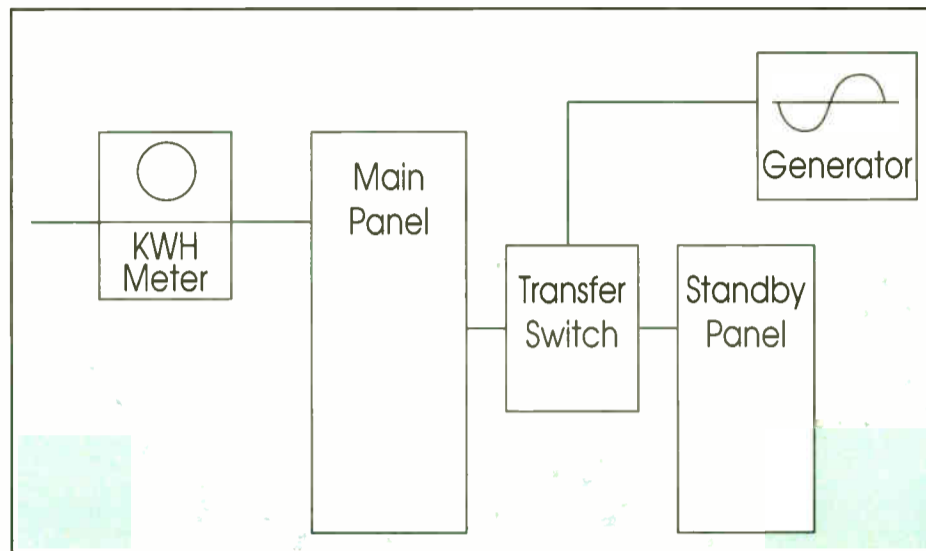 KWH
Meter
Main
Panel
Transfer
Switch
Standby
Panel
Generator